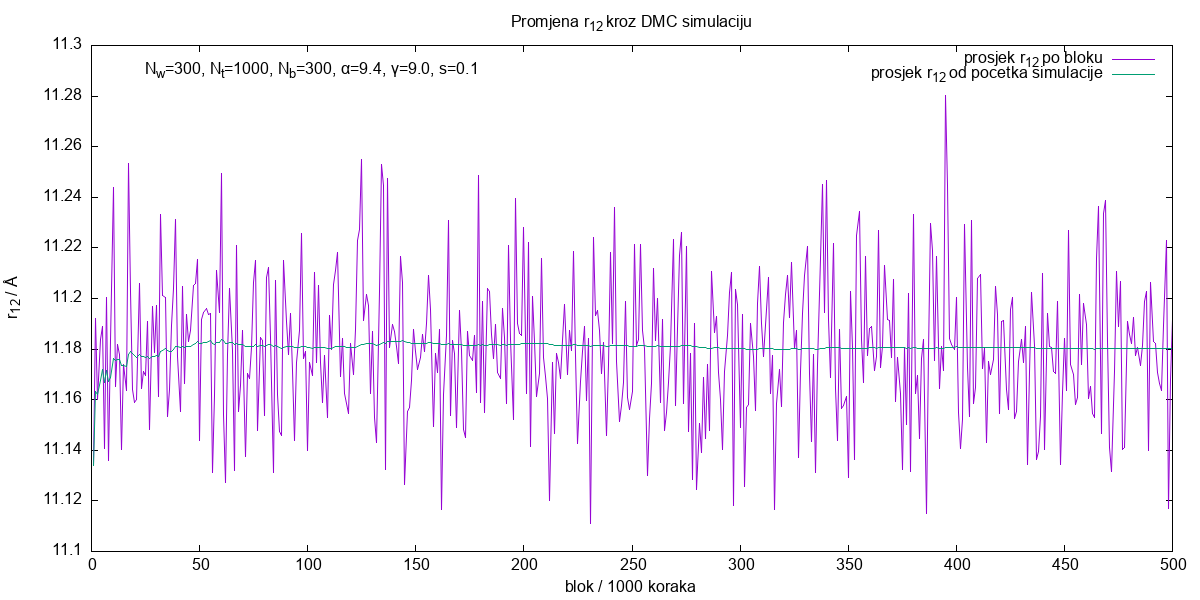 Promjena r12 kroz DMC simulaciju
Nw=300, Nt=1000, Nb=300, α=9.4, γ=9.0, s=0.1
prosjek r12 po bloku
prosjek r12 od pocetka simulacije
r12 / Å
11.3
11.28
11.26
11.24
11.22
11.2
11.18
11.16
11.14
11.12
11.1
0 50 100 150 200 250 300 350 400 450 500
blok / 1000 koraka